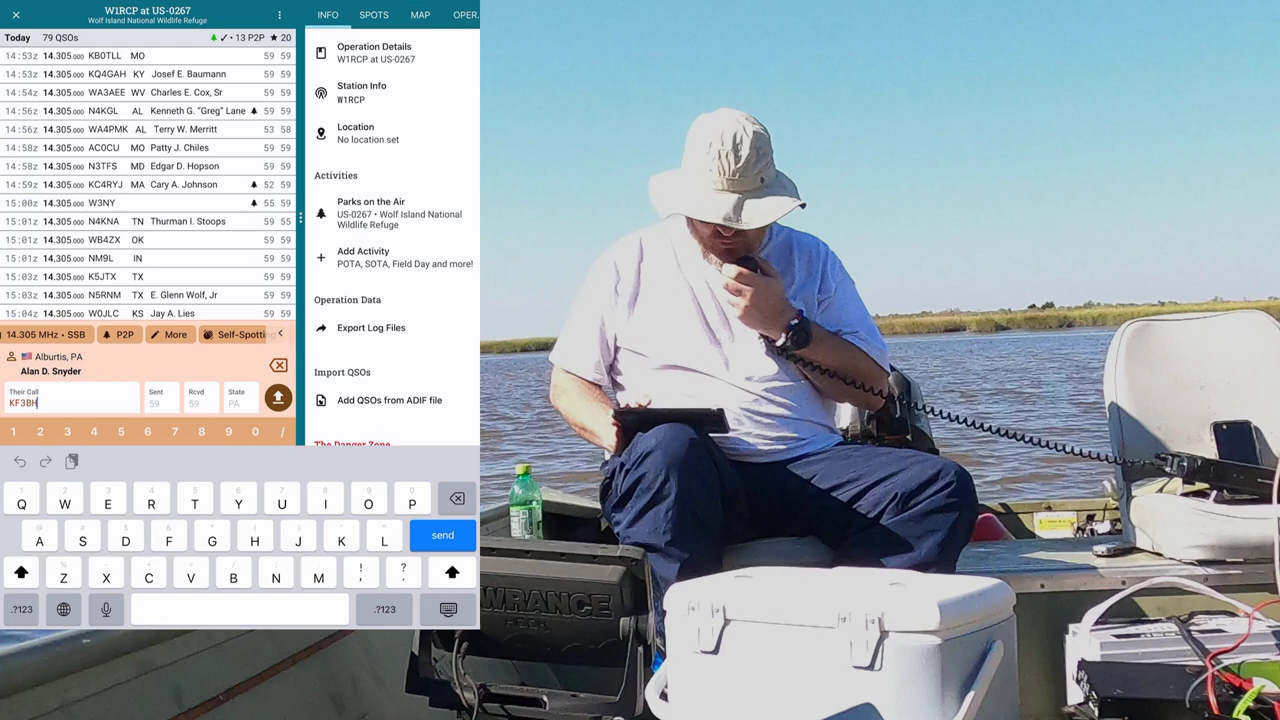 W1RCP at US-0267
Wolf Island National Wildlife Refuge
Today 79 QSOs ✓ • 13 P2P ★ 20
14:53z 14.305.000 KB0TLL MO 59 59
14:53z 14.305.000 KQ4GAH KY Josef E. Baumann 59 59
14:54z 14.305.000 WA3AEE WV Charles E. Cox, Sr 59 59
14:56z 14.305.000 N4KGL AL Kenneth G. “Greg” Lane 59 59
14:56z 14.305.000 WA4PMK AL Terry W. Merritt 53 58
14:58z 14.305.000 AC0CU MO Patty J. Chiles 59 59
14:58z 14.305.000 N3TFS MD Edgar D. Hopson 59 59
14:59z 14.305.000 KC4RYJ MA Cary A. Johnson 52 59
15:00z 14.305.000 W3NY 55 59
15:01z 14.305.000 N4KNA TN Thurman I. Stoops 59 55
15:01z 14.305.000 WB4ZX OK 59 59
15:01z 14.305.000 NM9L IN 59 59
15:03z 14.305.000 K5JTX TX 59 59
15:03z 14.305.000 N5RNM TX E. Glenn Wolf, Jr 59 59
15:04z 14.305.000 W0JLC KS Jay A. Lies 59 59
14.305 MHz • SSB P2P More Self-Spotting
Alburtis, PA
Alan D. Snyder
Their Call Sent Rcvd State
KF3BH 59 59 PA
1 2 3 4 5 6 7 8 9 0 /
INFO SPOTS MAP OPER.
Operation Details
W1RCP at US-0267
Station Info
W1RCP
Location
No location set
Activities
Parks on the Air
US-0267 • Wolf Island National
Wildlife Refuge
Add Activity
POTA, SOTA, Field Day and more!
Operation Data
Export Log Files
Import QSOs
Add QSOs from ADIF file
The Danger Zone
1 2 3 4 5 6 7 8 9 0
Q W E R T Y U I O P
@ # $ & * ( ) ' "
A S D F G H J K L send
% - + = / ; : ! ?
Z X C V B N M , .
.?123 .?123
WRANCE